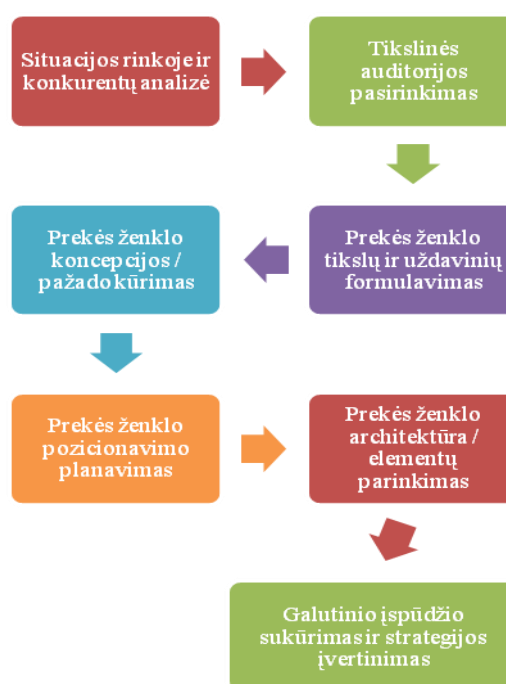 Situacijos rinkoje ir
konkurentų analizė
Tikslinės
auditorijos
pasirinkimas
Prekės ženklo
tikslų ir uždavinių
formulavimas
Prekės ženklo
koncepcijos /
pažado kūrimas
Prekės ženklo
pozicionavimo
planavimas
Prekės ženklo
architektūra /
elementų
parinkimas
Galutinio įspūdžio
sukūrimas ir strategijos
įvertinimas